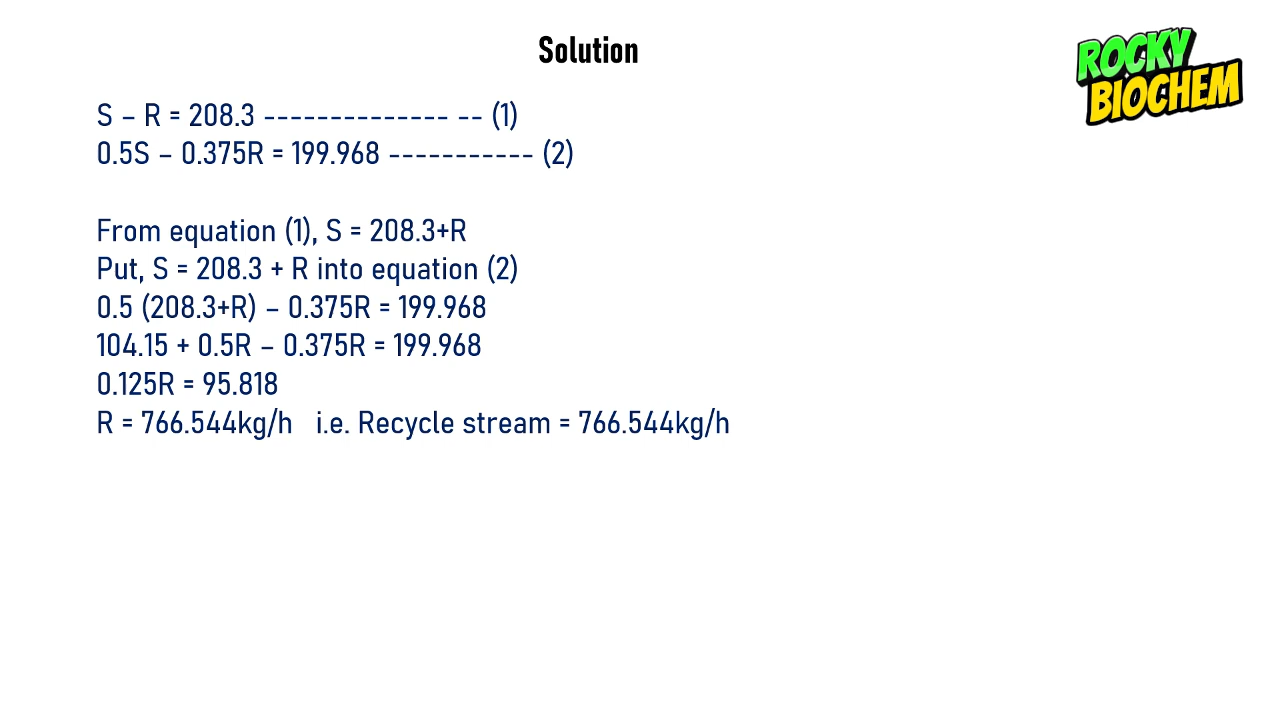 Solution
ROCKY
BIOCHEM
S – R = 208.3 -------------- -- (1)
0.5S – 0.375R = 199.968 ----------- (2)
From equation (1), S = 208.3+R
Put, S = 208.3 + R into equation (2)
0.5 (208.3+R) – 0.375R = 199.968
104.15 + 0.5R – 0.375R = 199.968
0.125R = 95.818
R = 766.544kg/h   i.e. Recycle stream = 766.544kg/h